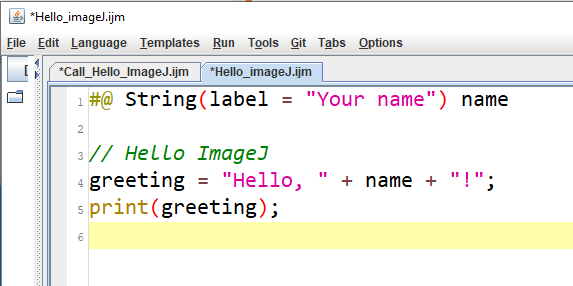 *Hello_imageJ.ijm
File Edit Language Templates Run Tools Git Tabs Options
*Call_Hello_ImageJ.ijm *Hello_imageJ.ijm
1 #@ String(label = "Your name") name
2
3 // Hello ImageJ
4 greeting = "Hello, " + name + "!";
5 print(greeting);
6